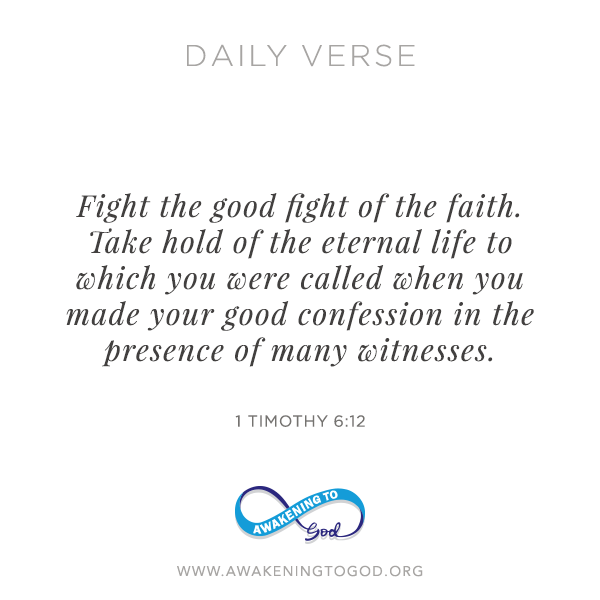 DAILY VERSE
Fight the good fight of the faith.
Take hold of the eternal life to
which you were called when you
made your good confession in the
presence of many witnesses.
1 TIMOTHY 6:12
AWAKENING TO
God
WWW.AWAKENINGTOGOD.ORG